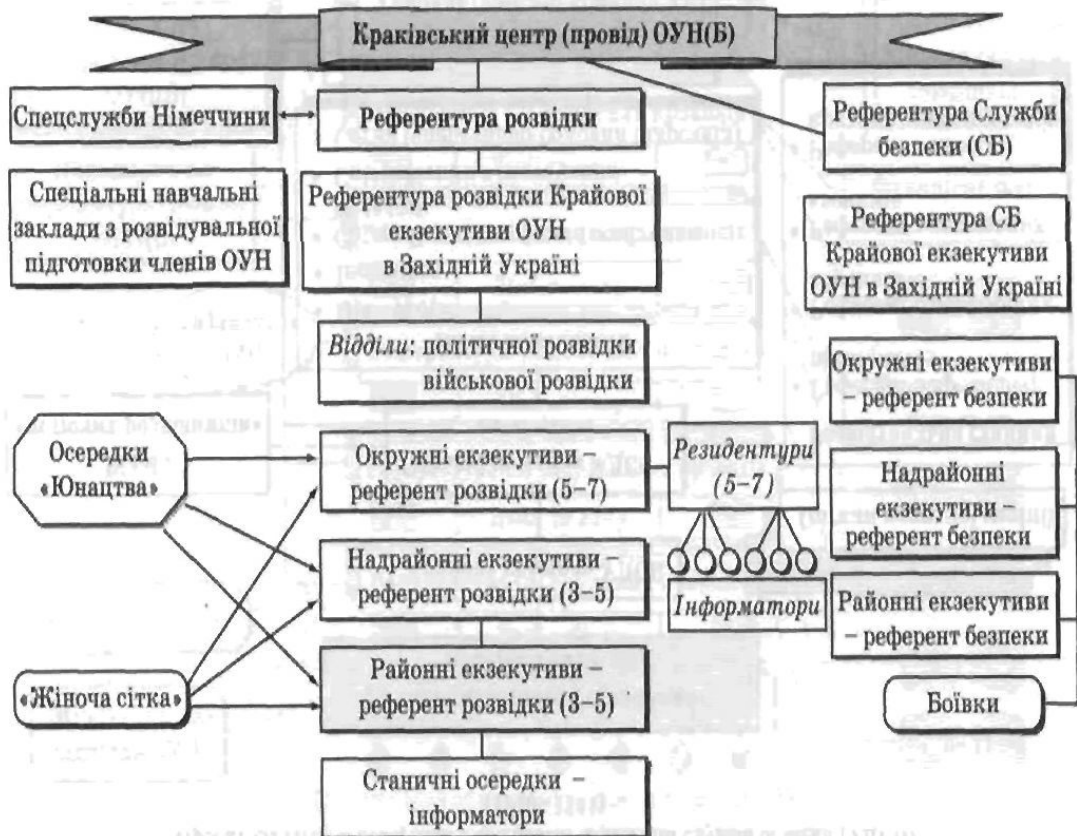 Краківський центр (провід) ОУН(Б)
Спецслужби Німеччини
Референтура розвідки
Референтура Служби
безпеки (СБ)
Спеціальні навчальні
заклади з розвідувальної
підготовки членів ОУН
Референтура розвідки Крайової
екзекутиви ОУН
в Західній Україні
Референтура СБ
Крайової екзекутиви
ОУН в Західній Україні
Відділи: політичної розвідки
військової розвідки
Окружні екзекутиви
– референт безпеки
Осередки
«Юнацтва»
Окружні екзекутиви –
референт розвідки (5–7)
Резидентури
(5–7)
Надрайонні
екзекутиви –
референт безпеки
Надрайонні екзекутиви –
референт розвідки (3–5)
Інформатори
Районні екзекутиви
– референт безпеки
«Жіноча сітка»
Районні екзекутиви –
референт розвідки (3–5)
Боївки
Станичні осередки –
інформатори